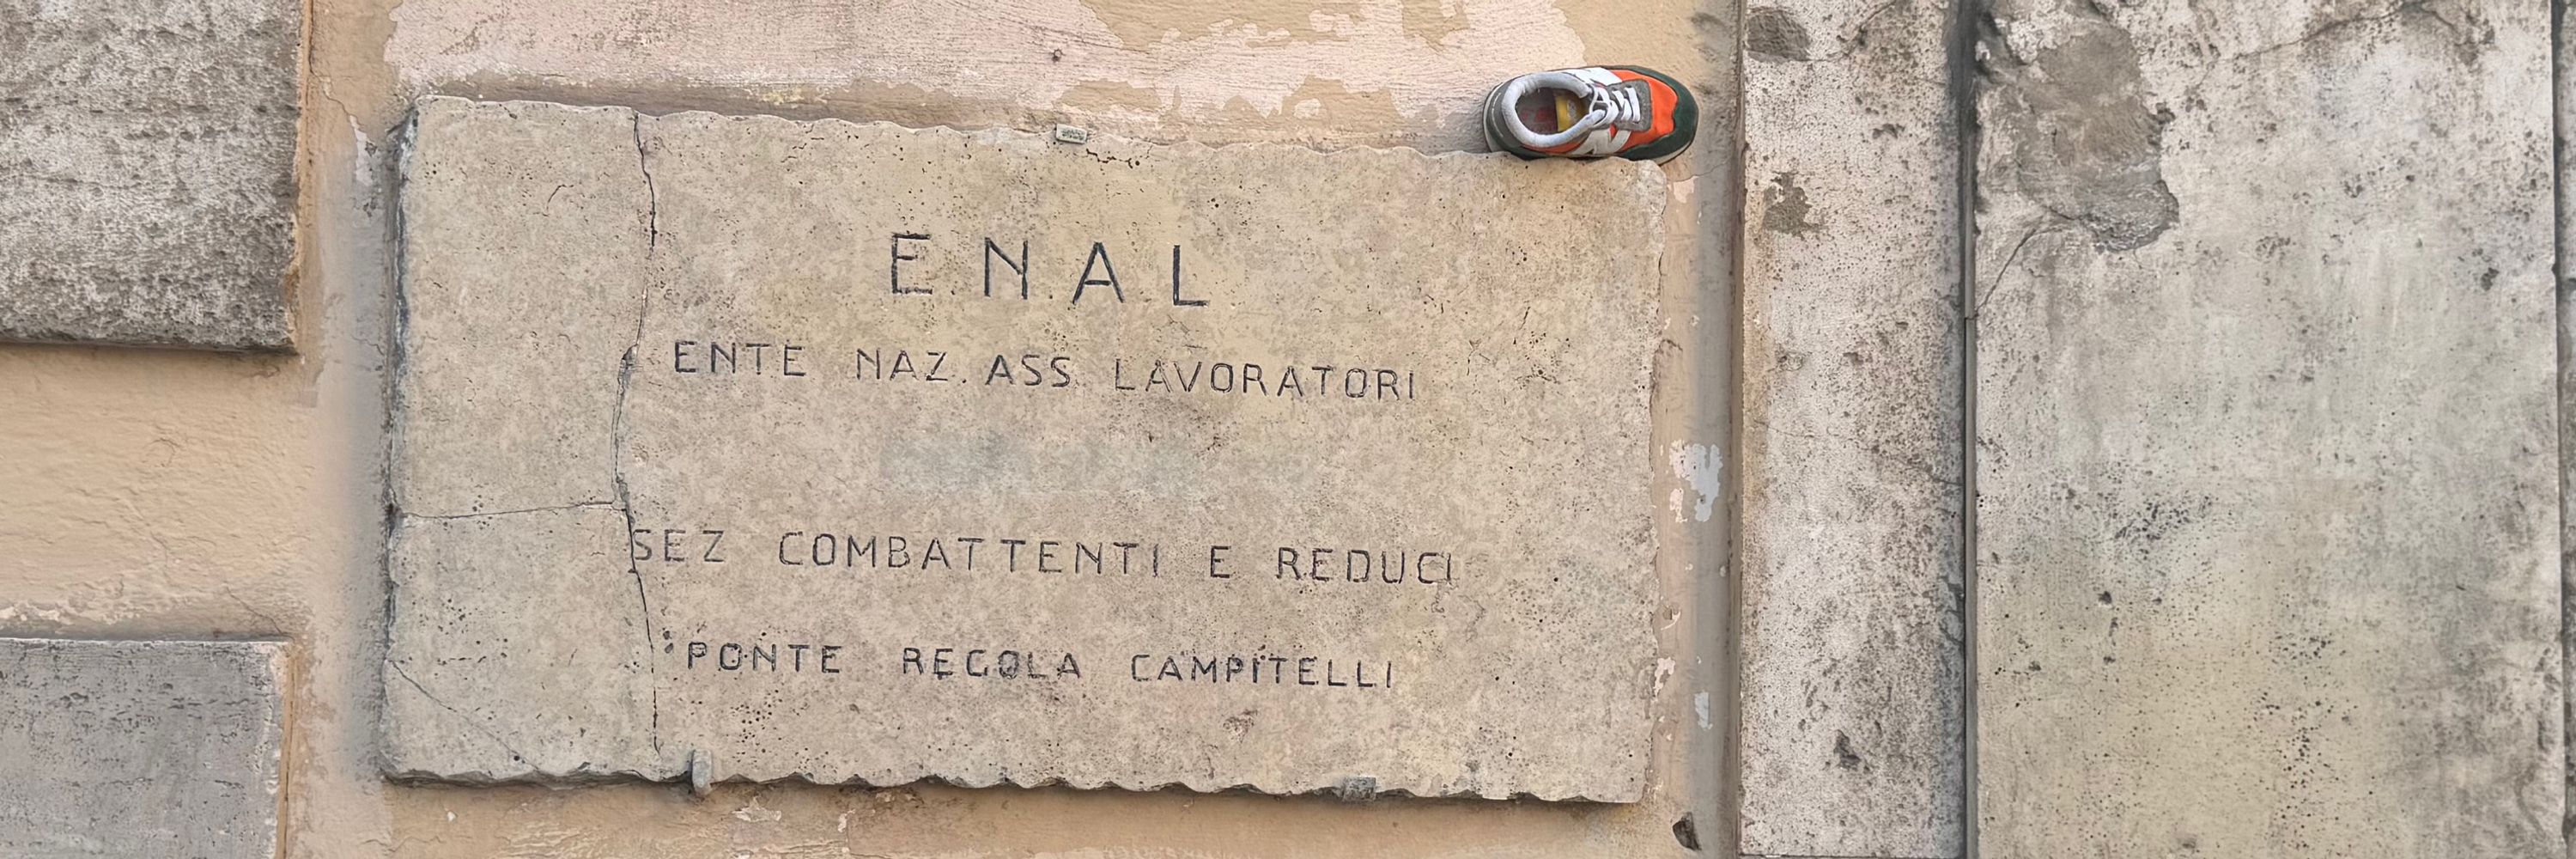 E.N.A.L
ENTE NAZ. ASS. LAVORATORI
SEZ COMBATTENTI E REDUCI
PONTE REGOLA CAMPITELLI